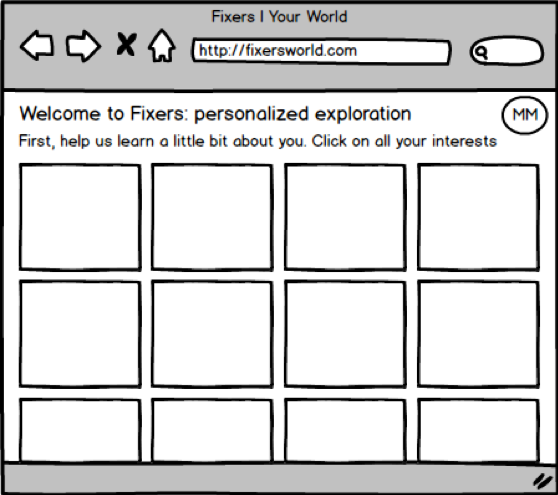 Fixers | Your World
http://fixersworld.com
Welcome to Fixers: personalized exploration
MM
First, help us learn a little bit about you. Click on all your interests